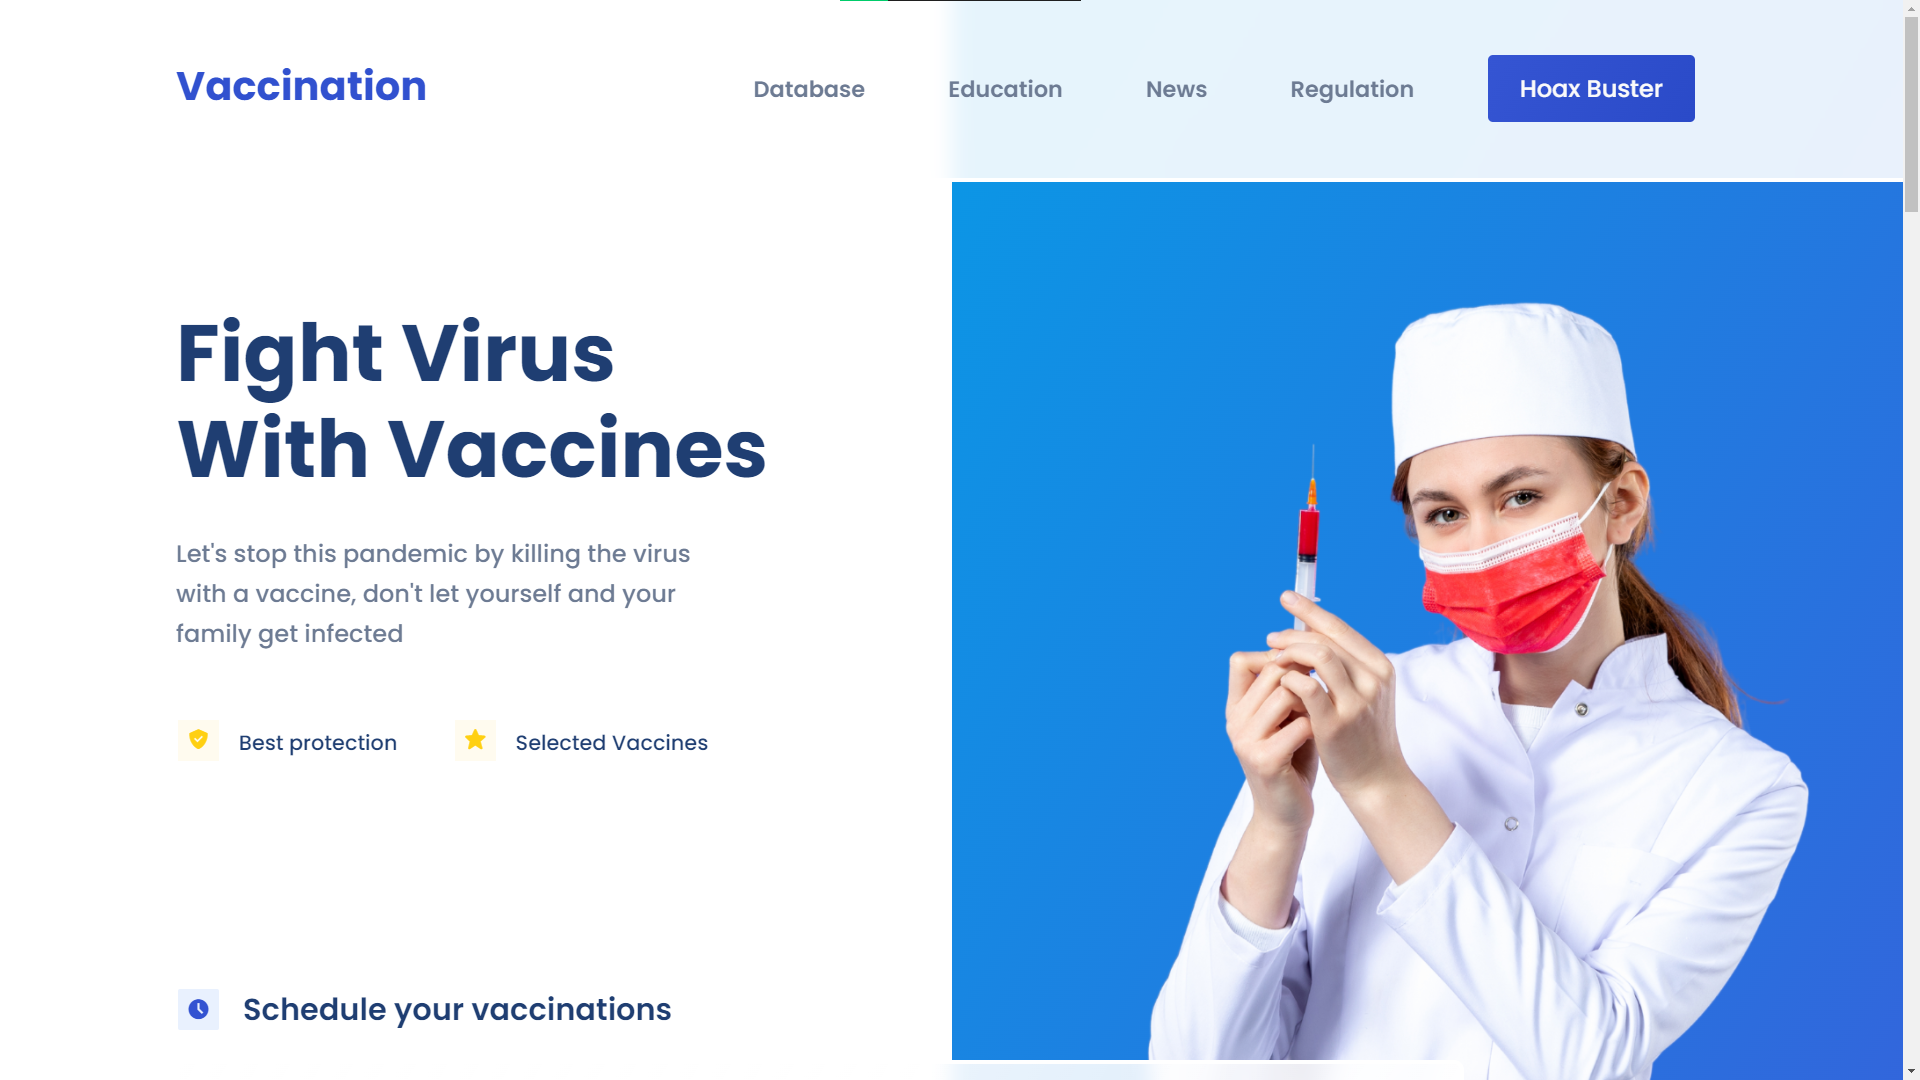 Vaccination
Database
Education
News
Regulation
Hoax Buster
Fight Virus
With Vaccines
Let's stop this pandemic by killing the virus
with a vaccine, don't let yourself and your
family get infected
Best protection
Selected Vaccines
Schedule your vaccinations